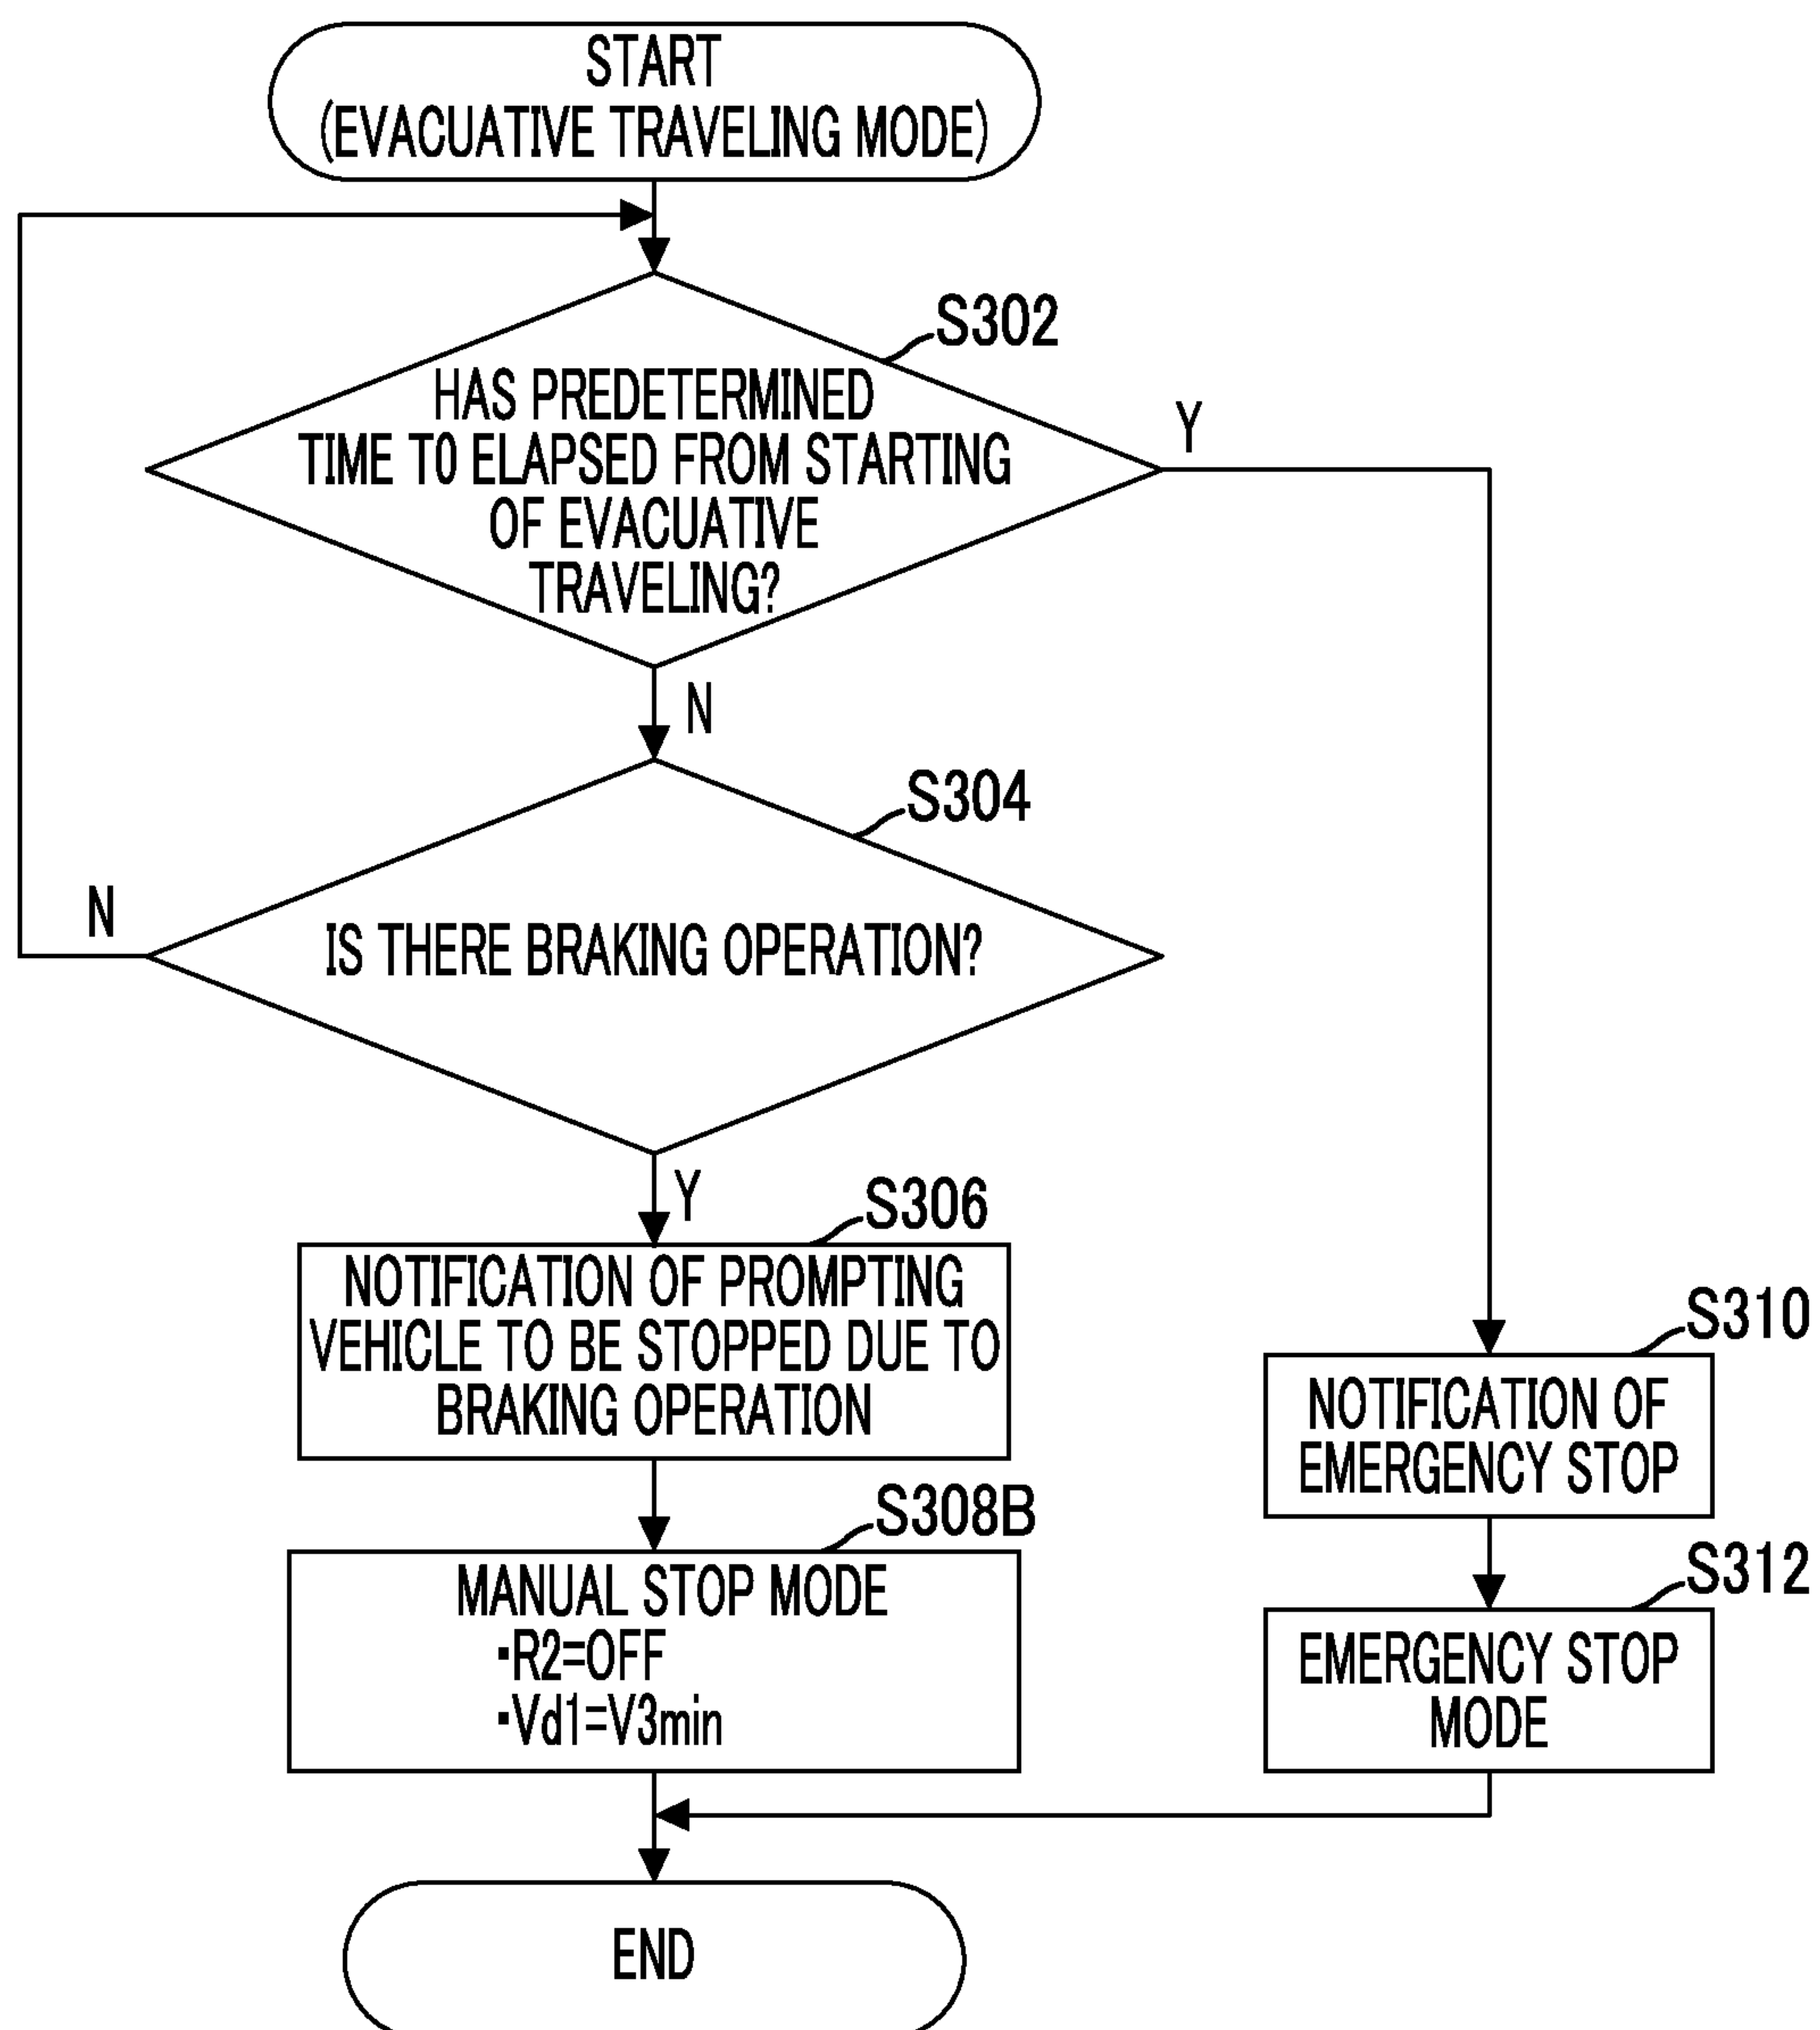 START
(EVACUATIVE TRAVELING MODE)
S302
HAS PREDETERMINED
TIME T0 ELAPSED FROM STARTING
OF EVACUATIVE
TRAVELING?
Y
N
S304
N
IS THERE BRAKING OPERATION?
Y
S306
NOTIFICATION OF PROMPTING
VEHICLE TO BE STOPPED DUE TO
BRAKING OPERATION
S308B
MANUAL STOP MODE
・R2=OFF
・Vd1=V3min
S310
NOTIFICATION OF
EMERGENCY STOP
S312
EMERGENCY STOP
MODE
END